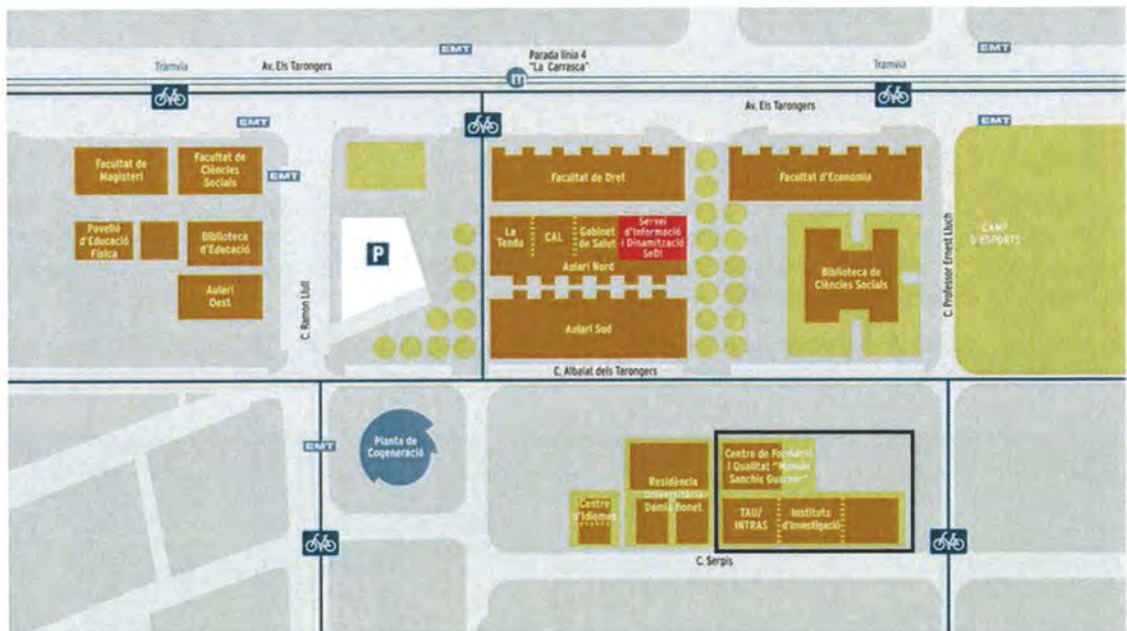 EMT
Parada línia 4
"La Carrasca"
EMT
Tramvia
Av. Els Tarongers
m
Tramvia
Av. Els Tarongers
EMT
EMT
Facultat de
Magisteri
Facultat de
Ciències
Socials
EMT
Facultat de Dret
Facultat d'Economia
Pavelló
d'Educació
Física
Biblioteca
d'Educació
Aulari
Oest
C. Ramon Llull
P
La
Tenda
CAL
Gabinet
de Salut
Servei
d'Informació
i Dinamització
SeDI
Aulari Nord
Aulari Sud
Biblioteca de
Ciències Socials
C. Professor Ernest Lluch
CAMP
D'ESPORTS
C. Albalat dels Tarongers
EMT
Planta de
Cogeneració
Centre
d'Idiomes
Residència
Universitària
Damià Bonet
Centre de Formació
i Qualitat "Manuel
Sanchis Guarner"
TAU/
INTRAS
Instituts
d'Investigació
C. Serpis